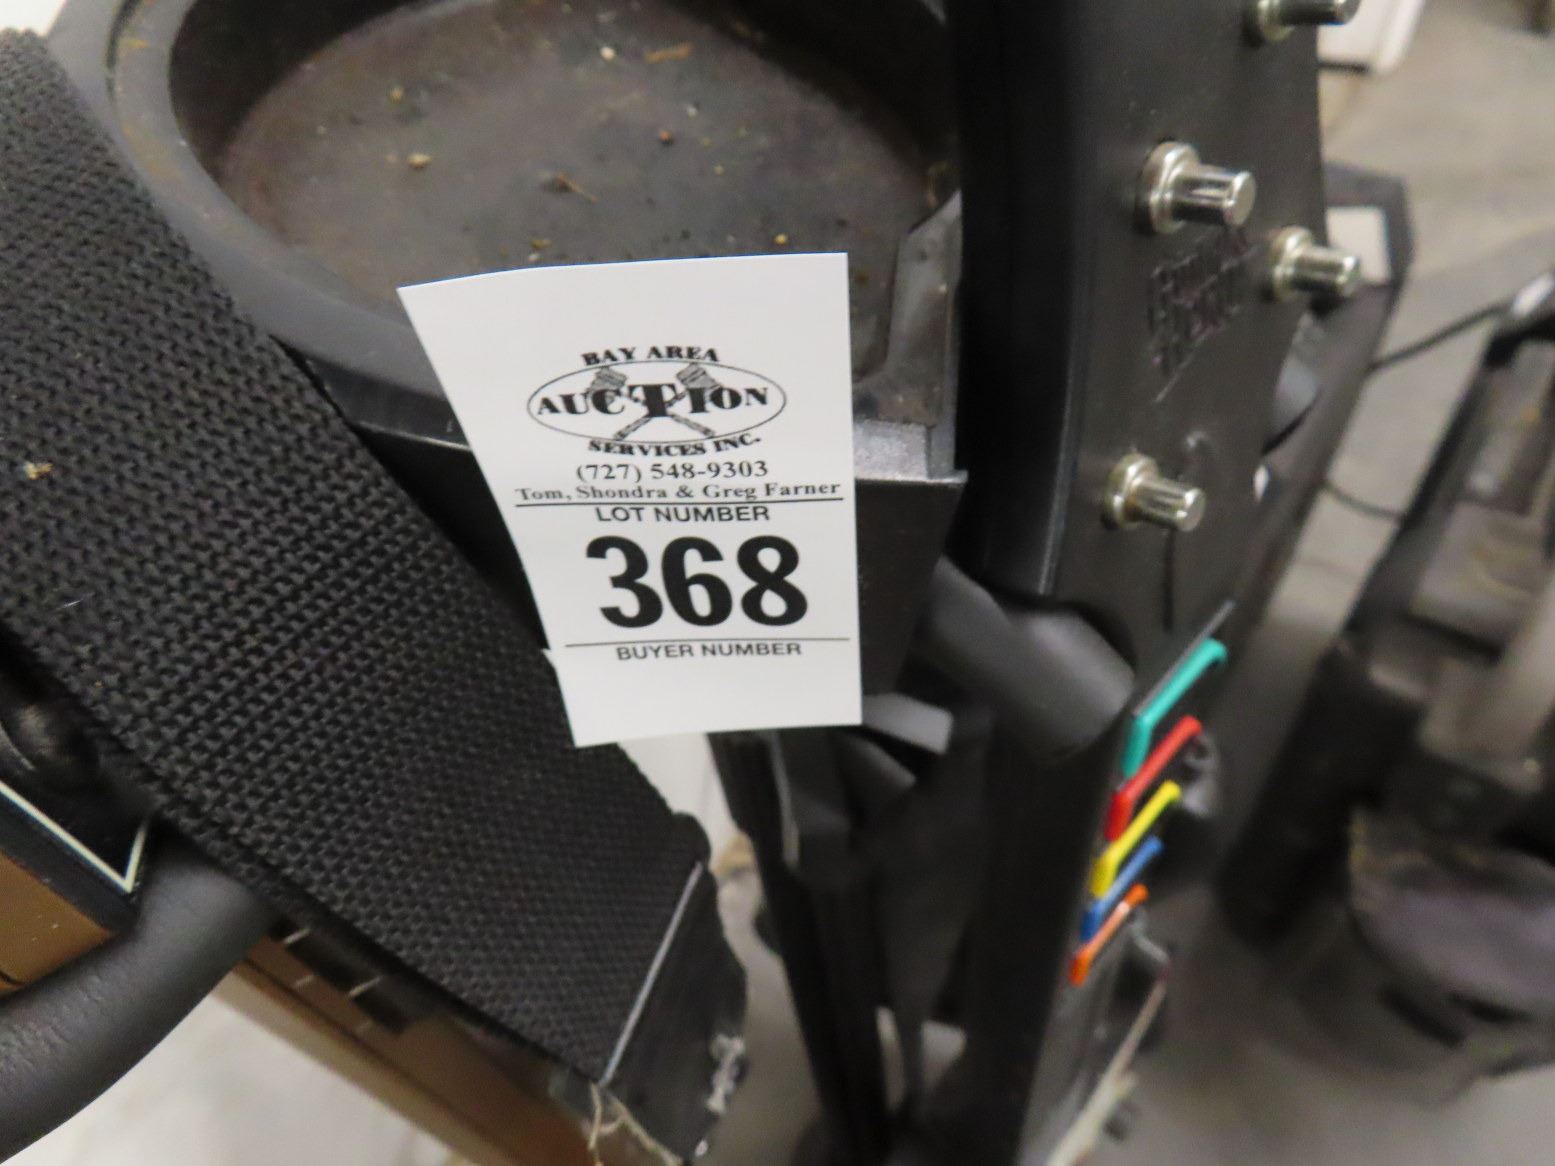 BAY AREA
AUCTION
SERVICES INC.
(727) 548-9303
Tom, Shondra & Greg Farner
LOT NUMBER
368
BUYER NUMBER